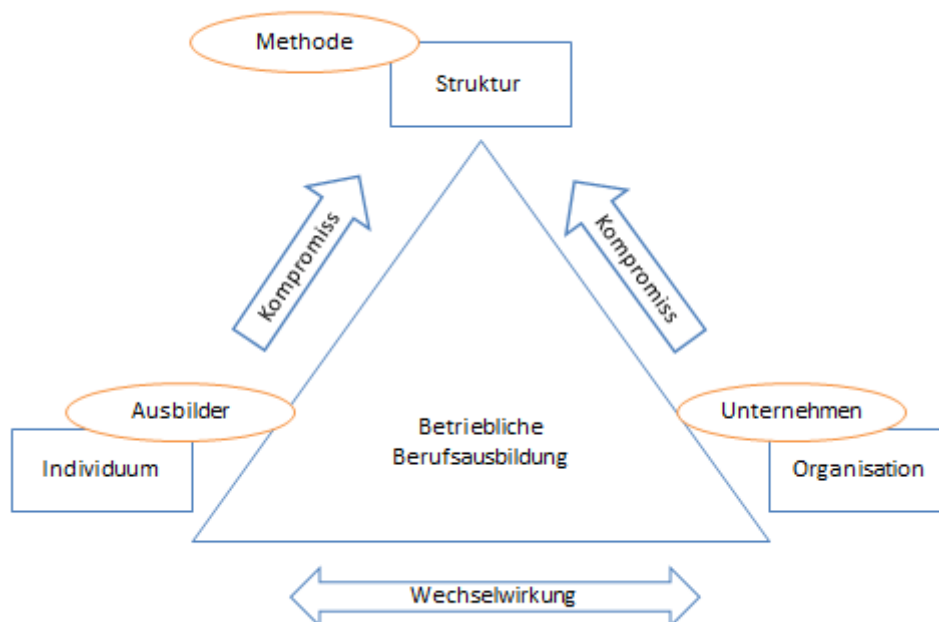 Methode
Struktur
Kompromiss
Kompromiss
Ausbilder
Unternehmen
Individuum
Betriebliche
Berufsausbildung
Organisation
Wechselwirkung